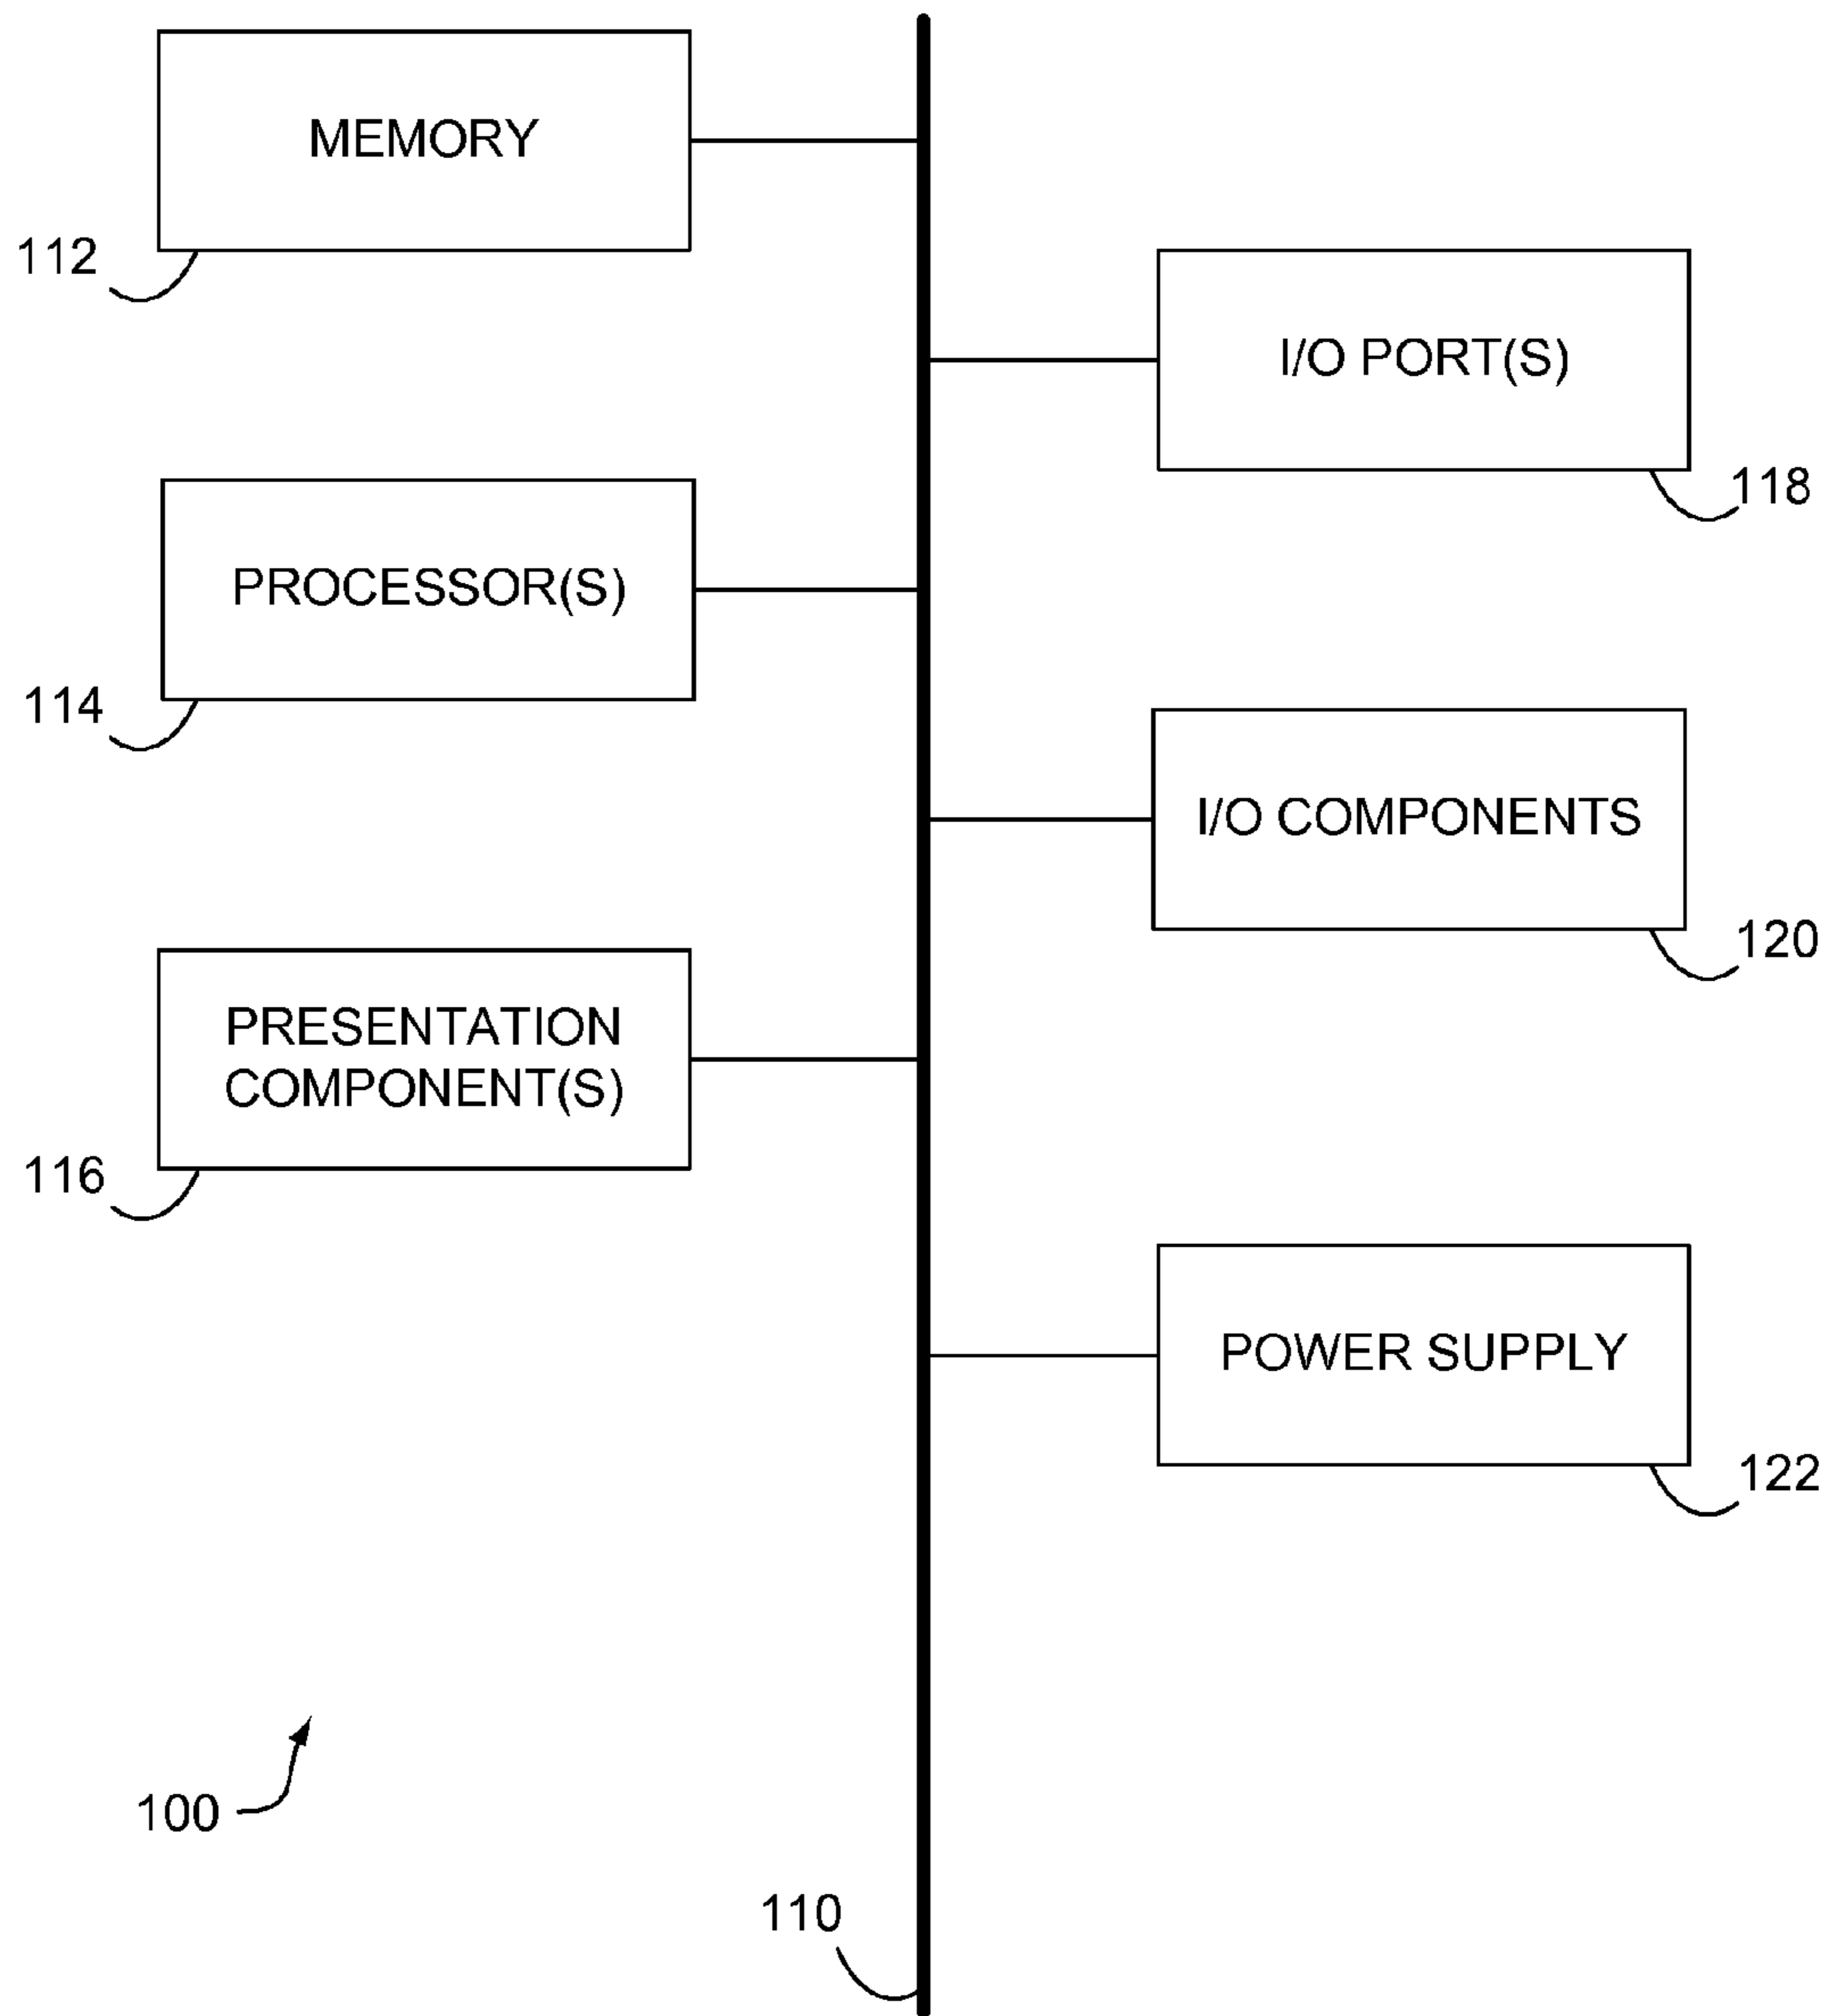 MEMORY
112
I/O PORT(S)
118
PROCESSOR(S)
114
I/O COMPONENTS
120
PRESENTATION
COMPONENT(S)
116
POWER SUPPLY
122
100
110